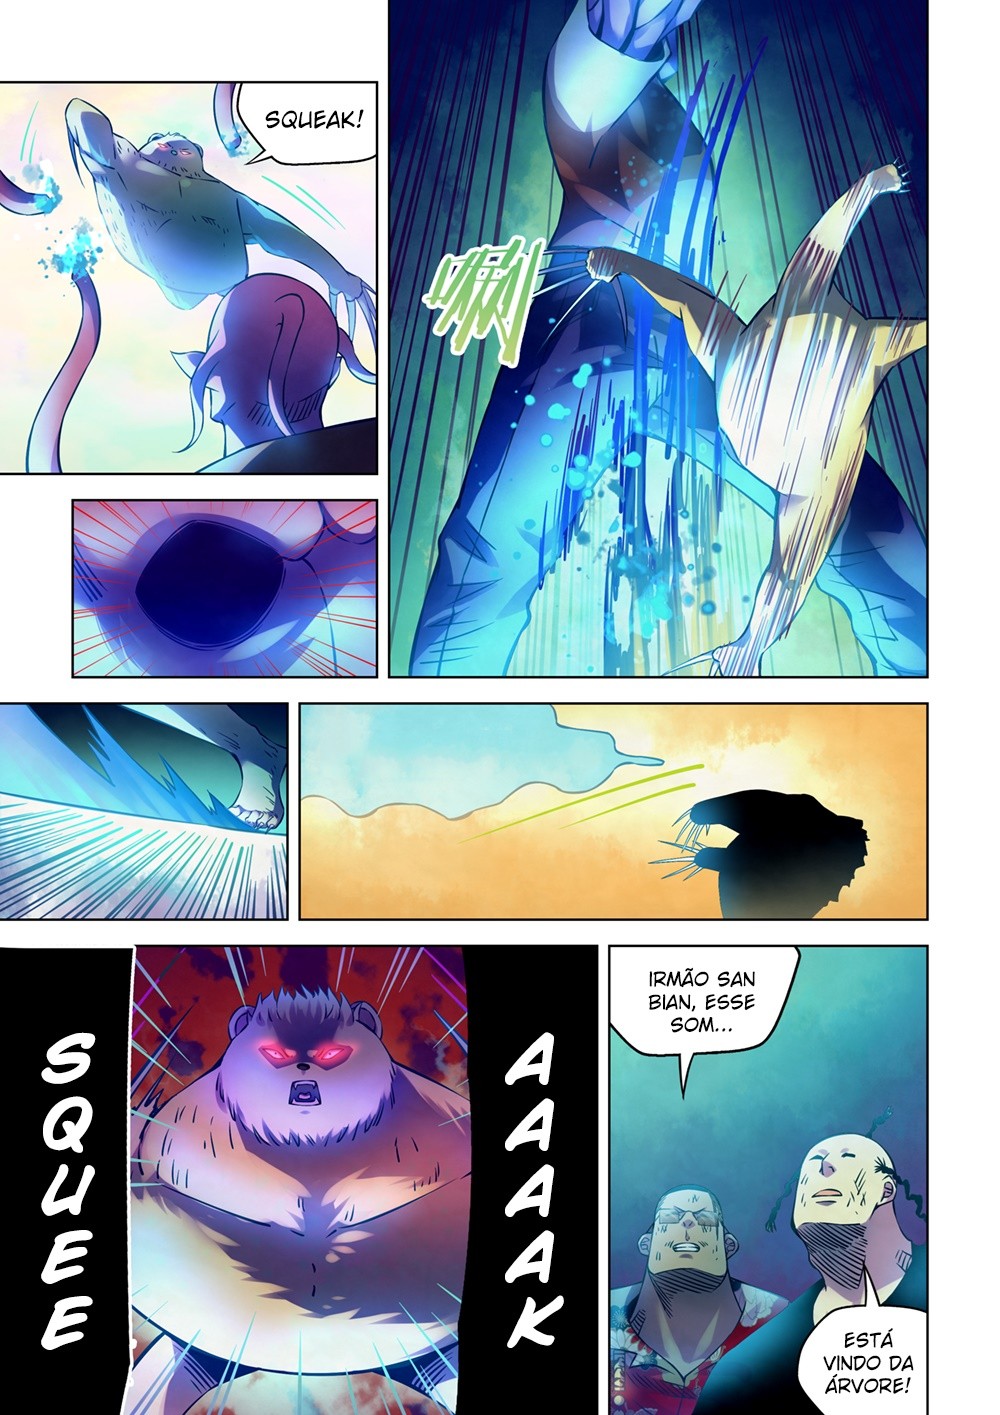 SQUEAK!
SQUEE
AAAAK
IRMÃO SAN
BIAN, ESSE
SOM...
ESTÁ
VINDO DA
ÁRVORE!